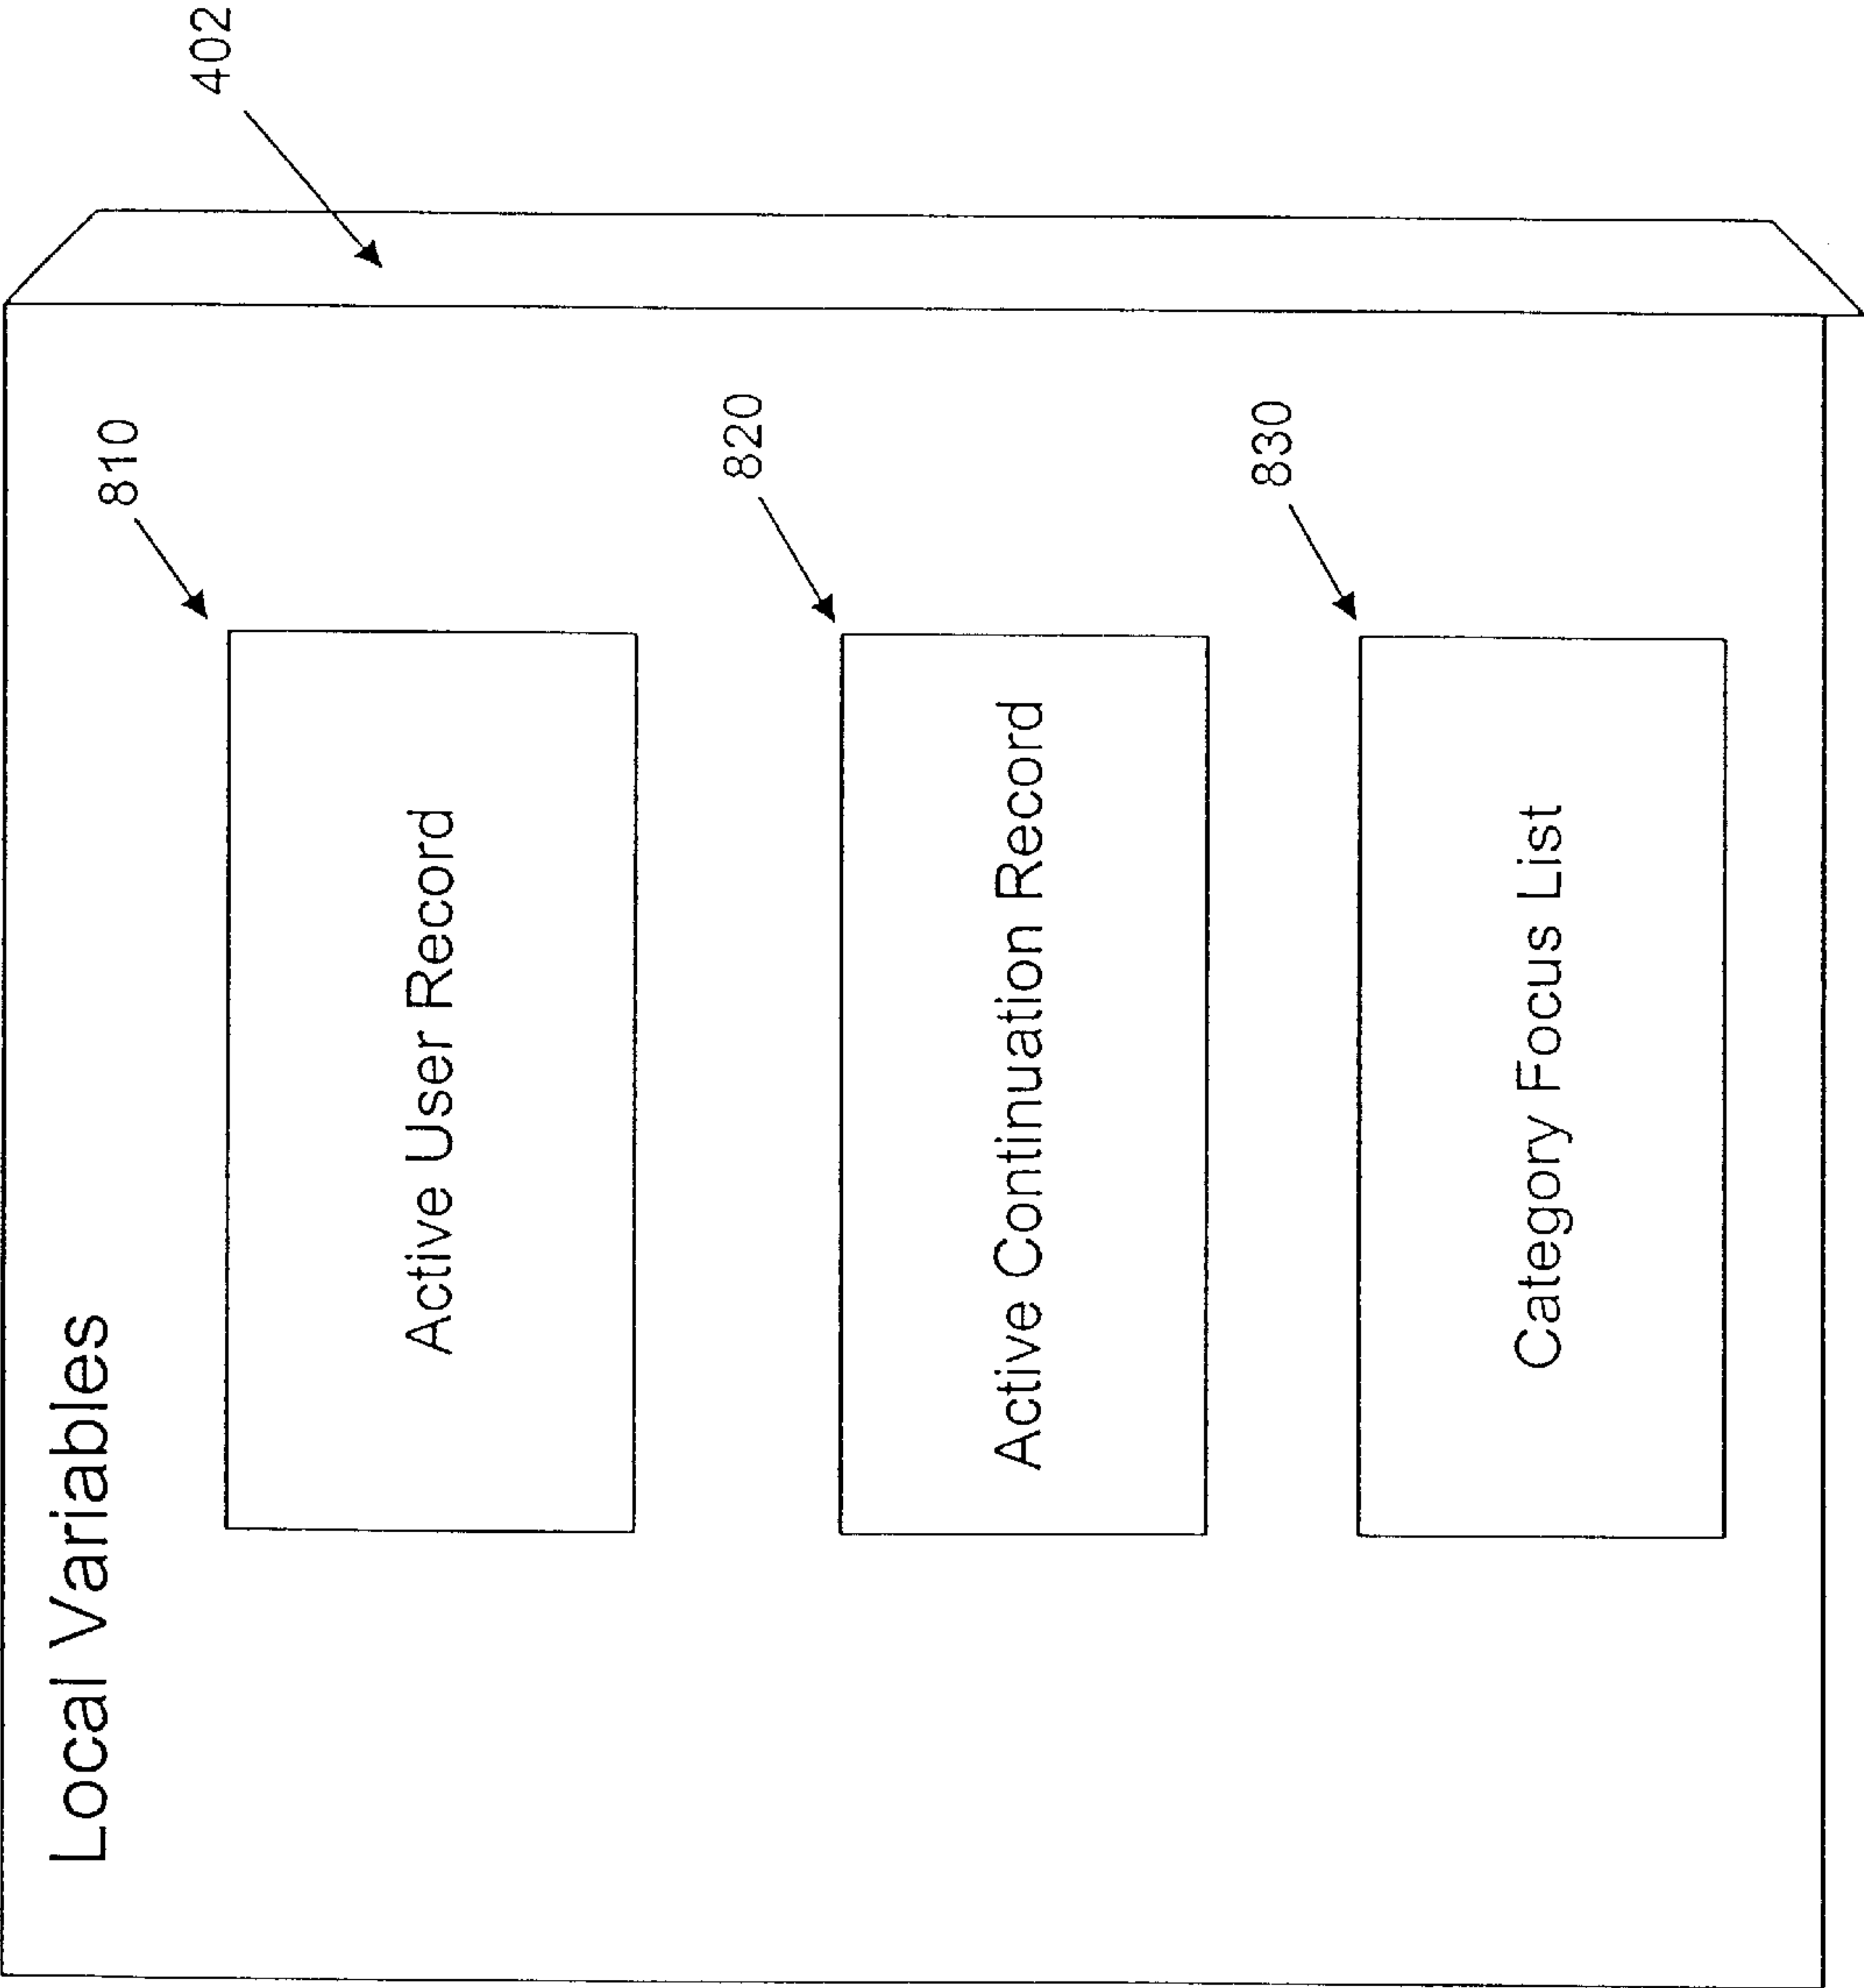 Local Variables
402
810
Active User Record
820
Active Continuation Record
830
Category Focus List